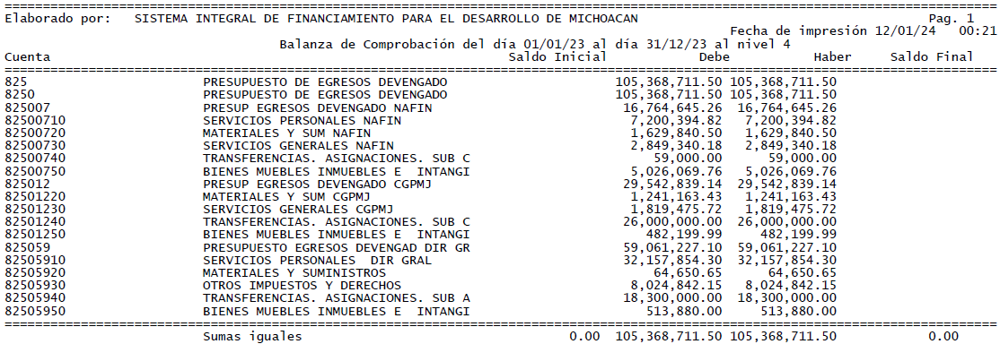 ================================================================================
Elaborado por:   SISTEMA INTEGRAL DE FINANCIAMIENTO PARA EL DESARROLLO DE MICHOACAN   Pag. 1
Fecha de impresión 12/01/24   00:21
Balanza de Comprobación del día 01/01/23 al día 31/12/23 al nivel 4
Cuenta   Saldo Inicial   Debe   Haber   Saldo Final
================================================================================
825   PRESUPUESTO DE EGRESOS DEVENGADO   105,368,711.50 105,368,711.50
8250   PRESUPUESTO DE EGRESOS DEVENGADO   105,368,711.50 105,368,711.50
825007   PRESUP EGRESOS DEVENGADO NAFIN   16,764,645.26   16,764,645.26
82500710   SERVICIOS PERSONALES NAFIN   7,200,394.82   7,200,394.82
82500720   MATERIALES Y SUM NAFIN   1,629,840.50   1,629,840.50
82500730   SERVICIOS GENERALES NAFIN   2,849,340.18   2,849,340.18
82500740   TRANSFERENCIAS. ASIGNACIONES. SUB C   59,000.00   59,000.00
82500750   BIENES MUEBLES INMUEBLES E  INTANGI   5,026,069.76   5,026,069.76
825012   PRESUP EGRESOS DEVENGADO CGPMJ   29,542,839.14   29,542,839.14
82501220   MATERIALES Y SUM CGPMJ   1,241,163.43   1,241,163.43
82501230   SERVICIOS GENERALES CGPMJ   1,819,475.72   1,819,475.72
82501240   TRANSFERENCIAS. ASIGNACIONES. SUB C   26,000,000.00   26,000,000.00
82501250   BIENES MUEBLES INMUEBLES E  INTANGI   482,199.99   482,199.99
825059   PRESUPUESTO EGRESOS DEVENGAD DIR GR   59,061,227.10   59,061,227.10
82505910   SERVICIOS PERSONALES  DIR GRAL   32,157,854.30   32,157,854.30
82505920   MATERIALES Y SUMINISTROS   64,650.65   64,650.65
82505930   OTROS IMPUESTOS Y DERECHOS   8,024,842.15   8,024,842.15
82505940   TRANSFERENCIAS. ASIGNACIONES. SUB A   18,300,000.00   18,300,000.00
82505950   BIENES MUEBLES INMUEBLES E  INTANGI   513,880.00   513,880.00
================================================================================
Sumas iguales   0.00   105,368,711.50 105,368,711.50   0.00